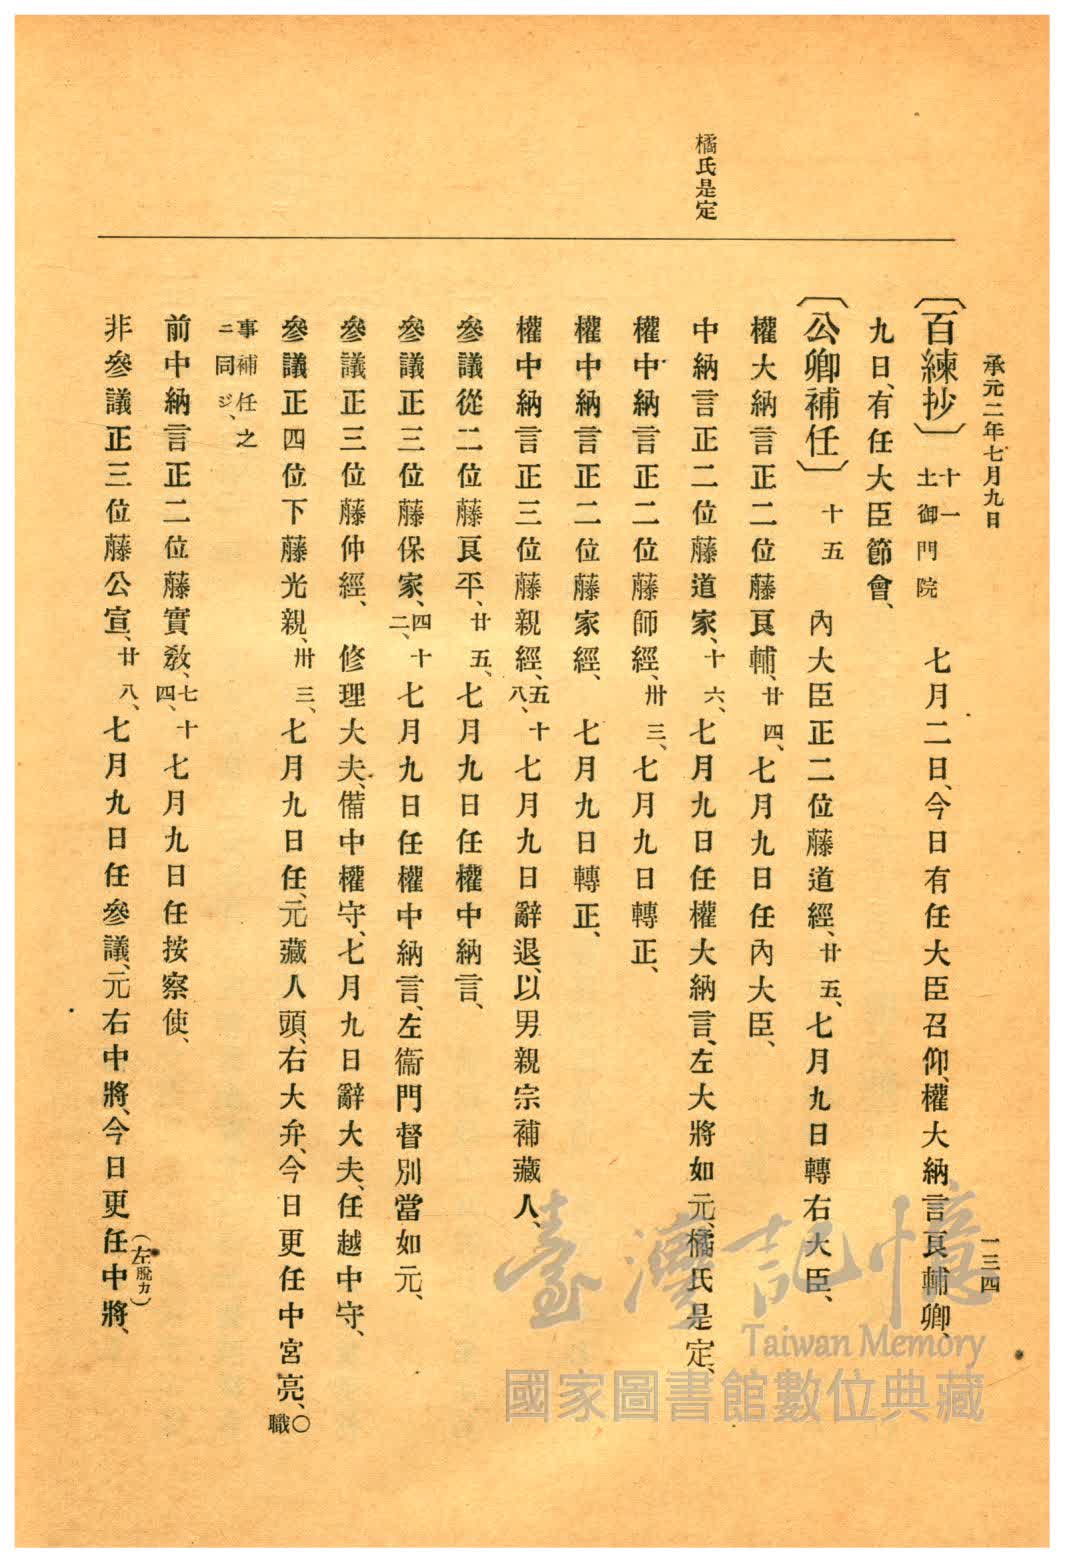 承元二年七月九日
一三四
橘氏是定
〔百練抄〕十一土御門院　七月二日、今日有任大臣召仰、權大納言良輔卿、
九日、有任大臣節會、
〔公卿補任〕十五　內大臣正二位藤道經、廿五、七月九日轉右大臣、
權大納言正二位藤良輔、廿四、七月九日任內大臣、
中納言正二位藤道家、十六、七月九日任權大納言、左大將如元、橘氏是定、
權中納言正二位藤師經、卅三、七月九日轉正、
權中納言正二位藤家經、　七月九日轉正、
權中納言正三位藤親經、五十八、七月九日辭退、以男親宗補藏人、
參議從二位藤良平、廿五、七月九日任權中納言、
參議正三位藤保家、四十二、七月九日任權中納言、左衞門督別當如元、
參議正三位藤仲經、　修理大夫、備中權守、七月九日辭大夫、任越中守、
參議正四位下藤光親、卅三、七月九日任、元藏人頭、右大弁、今日更任中宮亮、〇職
事補任之ニ同ジ、
前中納言正二位藤實敎、七十四、七月九日任按察使、
非參議正三位藤公宣、廿八、七月九日任參議、元右中將、今日更任中將、(左脫カ)
臺灣記憶
Taiwan Memory
國家圖書館數位典藏